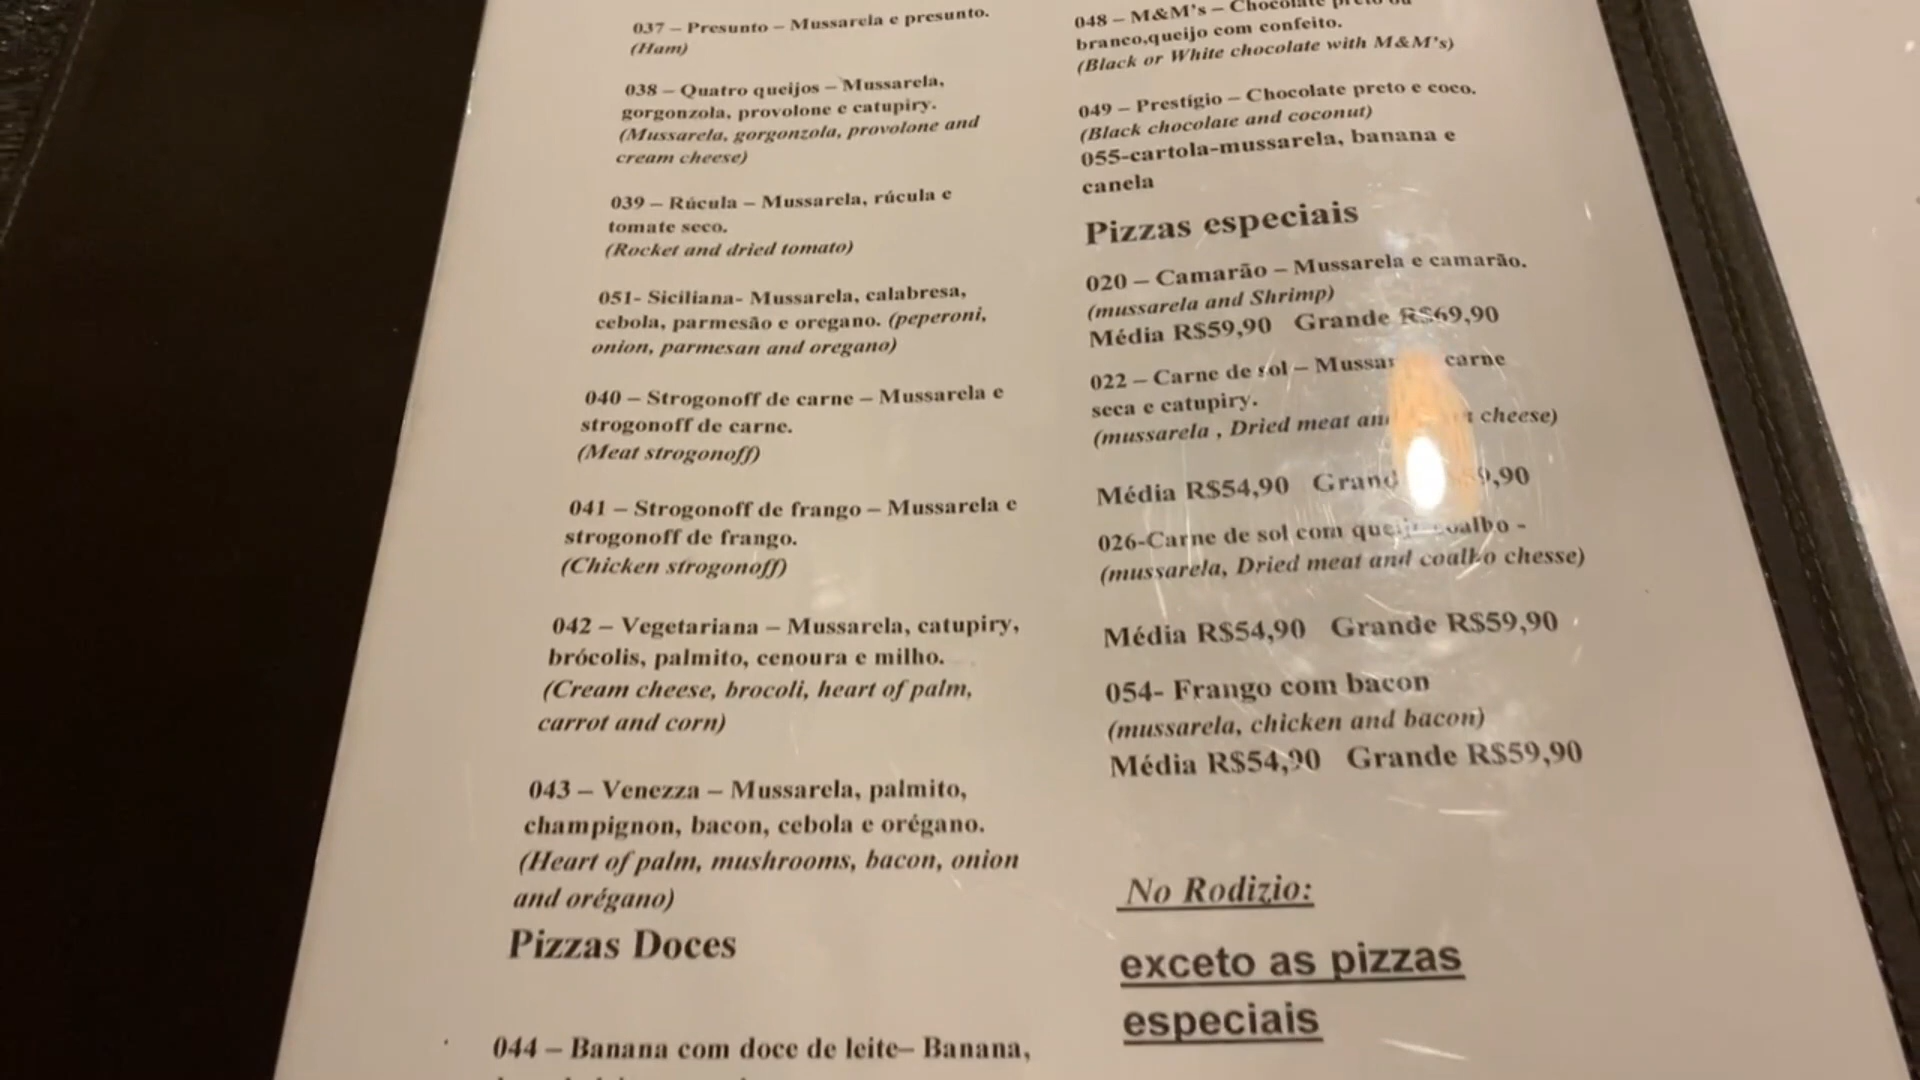 037 – Presunto – Mussarela e presunto.
(Ham)
038 – Quatro queijos – Mussarela,
gorgonzola, provolone e catupiry.
(Mussarela, gorgonzola, provolone and
cream cheese)
039 – Rúcula – Mussarela, rúcula e
tomate seco.
(Rocket and dried tomato)
051- Siciliana- Mussarela, calabresa,
cebola, parmesão e oregano. (peperoni,
onion, parmesan and oregano)
040 – Strogonoff de carne – Mussarela e
strogonoff de carne.
(Meat strogonoff)
041 – Strogonoff de frango – Mussarela e
strogonoff de frango.
(Chicken strogonoff)
042 – Vegetariana – Mussarela, catupiry,
brócolis, palmito, cenoura e milho.
(Cream cheese, brocoli, heart of palm,
carrot and corn)
043 – Venezza – Mussarela, palmito,
champignon, bacon, cebola e orégano.
(Heart of palm, mushrooms, bacon, onion
and orégano)
Pizzas Doces
044 – Banana com doce de leite– Banana,
048 – M&M's – Chocolate preto ou
branco,queijo com confeito.
(Black or White chocolate with M&M's)
049 – Prestígio – Chocolate preto e coco.
(Black chocolate and coconut)
055-cartola-mussarela, banana e
canela
Pizzas especiais
020 – Camarão – Mussarela e camarão.
(mussarela and Shrimp)
Média R$59,90 Grande R$69,90
022 – Carne de sol – carne
seca e catupiry.
(mussarela , Dried meat cheese)
Média R$54,90
026-Carne de sol com coalho -
(mussarela, Dried meat and coalho chesse)
Média R$54,90 Grande R$59,90
054- Frango com bacon
(mussarela, chicken and bacon)
Média R$54,90 Grande R$59,90
No Rodizio:
exceto as pizzas
especiais